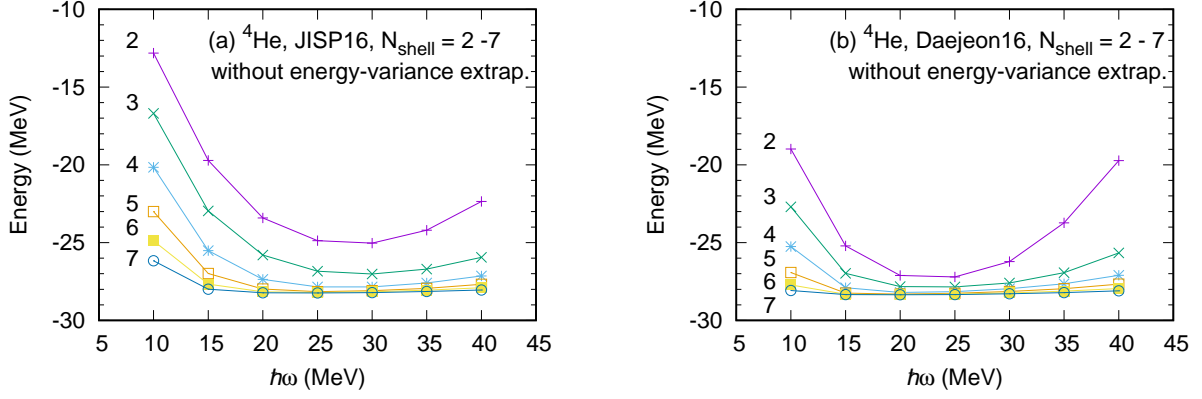 (a) ⁴He, JISP16, N_shell = 2 -7
without energy-variance extrap.
Energy (MeV)
-10
-15
-20
-25
-30
2
3
4
5
6
7
5 10 15 20 25 30 35 40 45
ħω (MeV)
(b) ⁴He, Daejeon16, N_shell = 2 - 7
without energy-variance extrap.
Energy (MeV)
-10
-15
-20
-25
-30
2
3
4
5
6
7
5 10 15 20 25 30 35 40 45
ħω (MeV)